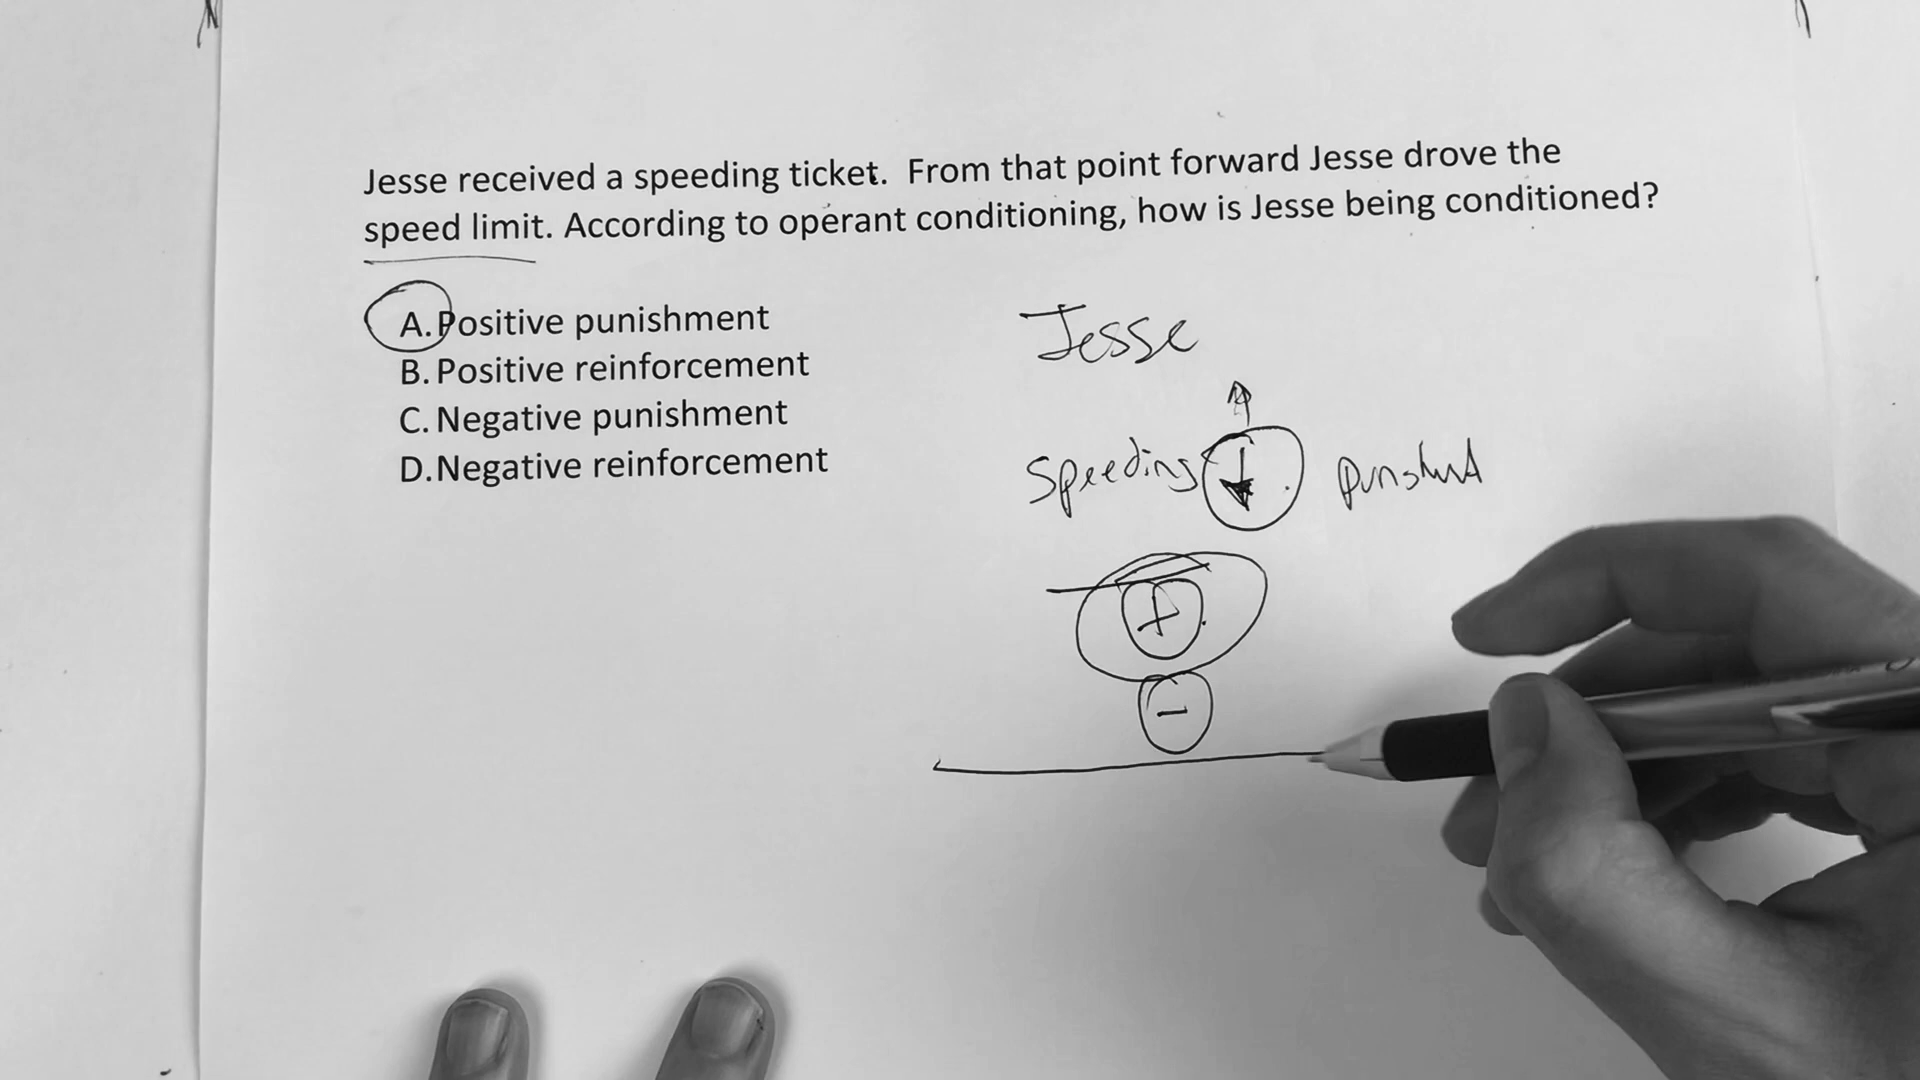 Jesse received a speeding ticket. From that point forward Jesse drove the
speed limit. According to operant conditioning, how is Jesse being conditioned?
A. Positive punishment
B. Positive reinforcement
C. Negative punishment
D. Negative reinforcement
Jesse
Speeding ↓
+
-